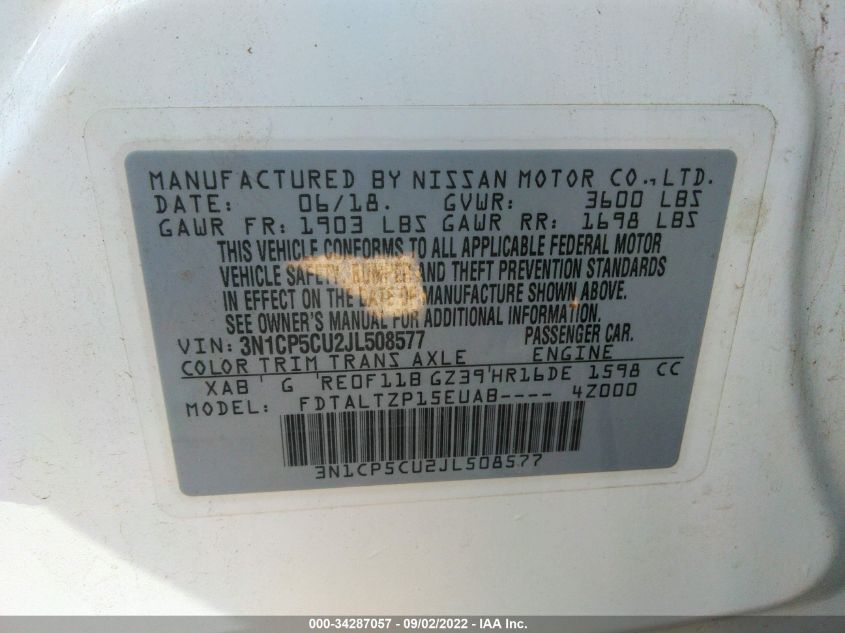 MANUFACTURED BY NISSAN MOTOR CO.,LTD.
DATE: 06/18. GVWR: 3600 LBS
GAWR FR: 1903 LBS GAWR RR: 1698 LBS
THIS VEHICLE CONFORMS TO ALL APPLICABLE FEDERAL MOTOR
VEHICLE SAFETY, BUMPER AND THEFT PREVENTION STANDARDS
IN EFFECT ON THE DATE OF MANUFACTURE SHOWN ABOVE.
SEE OWNER'S MANUAL FOR ADDITIONAL INFORMATION.
VIN: 3N1CP5CU2JL508577 PASSENGER CAR.
COLOR TRIM TRANS AXLE ENGINE
XAB G RE0F11B GZ39 HR16DE 1598 CC
MODEL: FDTALTZP15EUAB---- 4Z000
3N1CP5CU2JL508577
000-34287057 - 09/02/2022 - IAA Inc.